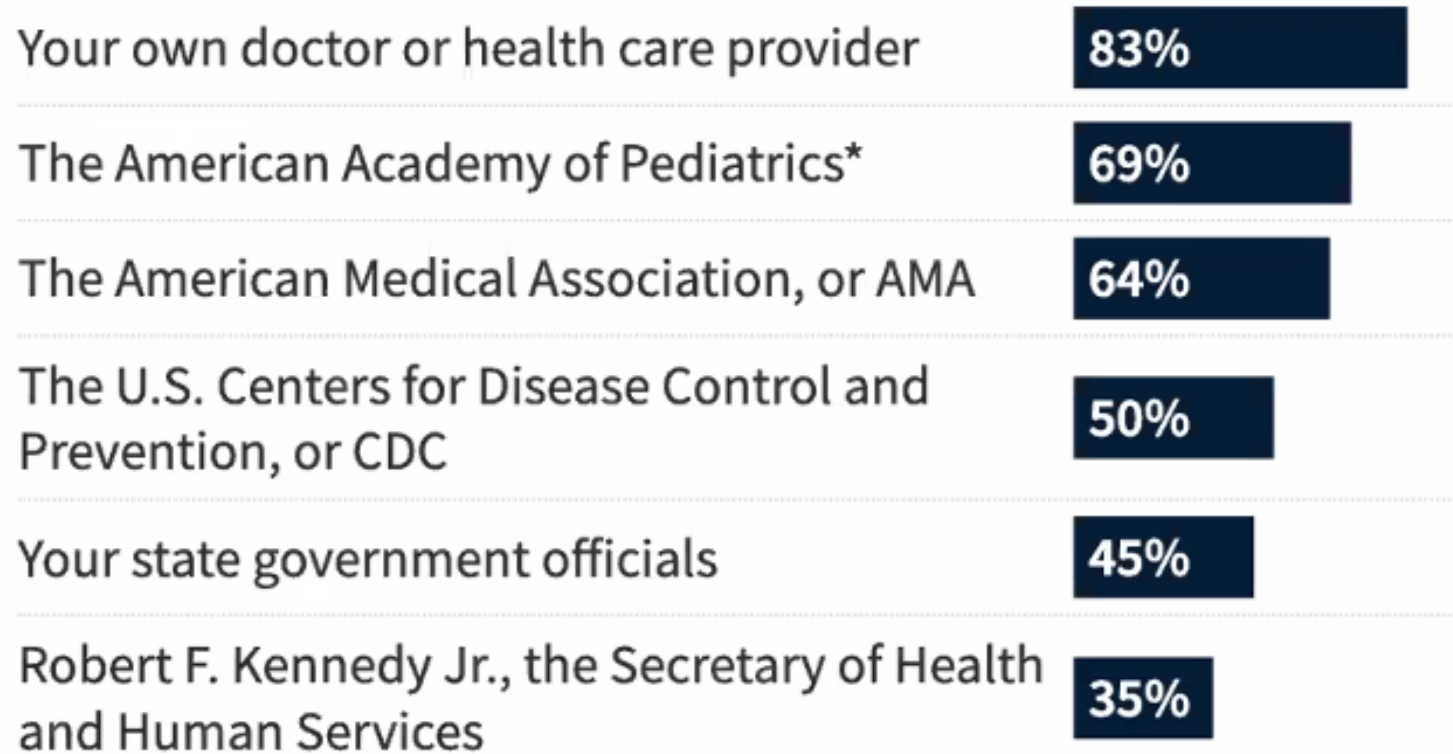 Your own doctor or health care provider 83%
The American Academy of Pediatrics* 69%
The American Medical Association, or AMA 64%
The U.S. Centers for Disease Control and
Prevention, or CDC 50%
Your state government officials 45%
Robert F. Kennedy Jr., the Secretary of Health
and Human Services 35%